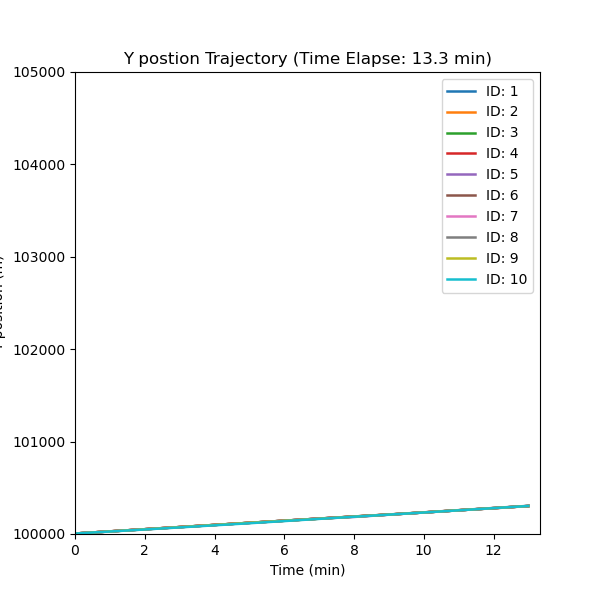 Y postion Trajectory (Time Elapse: 13.3 min)
105000
104000
103000
102000
101000
100000
0 2 4 6 8 10 12
Time (min)
ID: 1
ID: 2
ID: 3
ID: 4
ID: 5
ID: 6
ID: 7
ID: 8
ID: 9
ID: 10